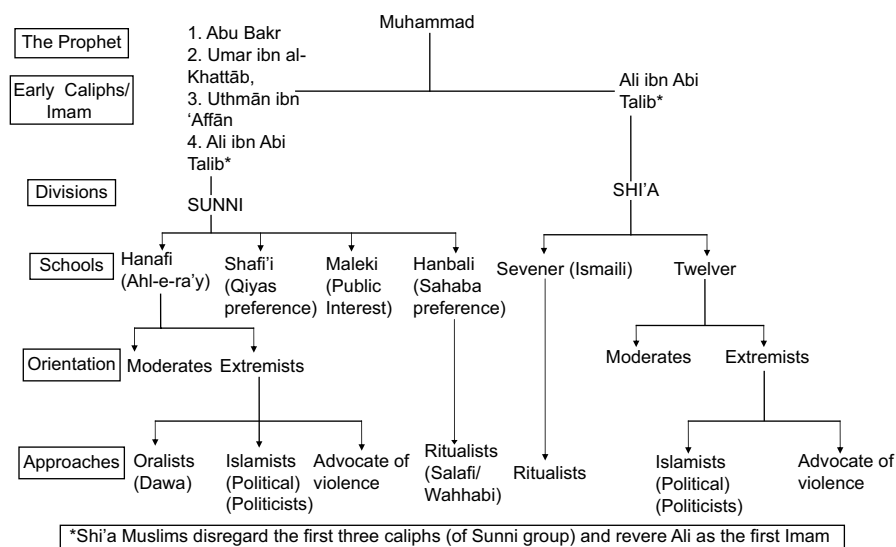 Muhammad
The Prophet
1. Abu Bakr
2. Umar ibn al-
Khattāb,
3. Uthmān ibn
‘Affān
4. Ali ibn Abi
Talib*
Early Caliphs/
Imam
Ali ibn Abi
Talib*
Divisions
SUNNI
SHI’A
Schools
Hanafi
(Ahl-e-ra’y)
Shafi’i
(Qiyas
preference)
Maleki
(Public
Interest)
Hanbali
(Sahaba
preference)
Sevener (Ismaili)
Twelver
Orientation
Moderates
Extremists
Moderates
Extremists
Approaches
Oralists
(Dawa)
Islamists
(Political)
(Politicists)
Advocate of
violence
Ritualists
(Salafi/
Wahhabi)
Ritualists
Islamists
(Political)
(Politicists)
Advocate of
violence
*Shi’a Muslims disregard the first three caliphs (of Sunni group) and revere Ali as the first Imam